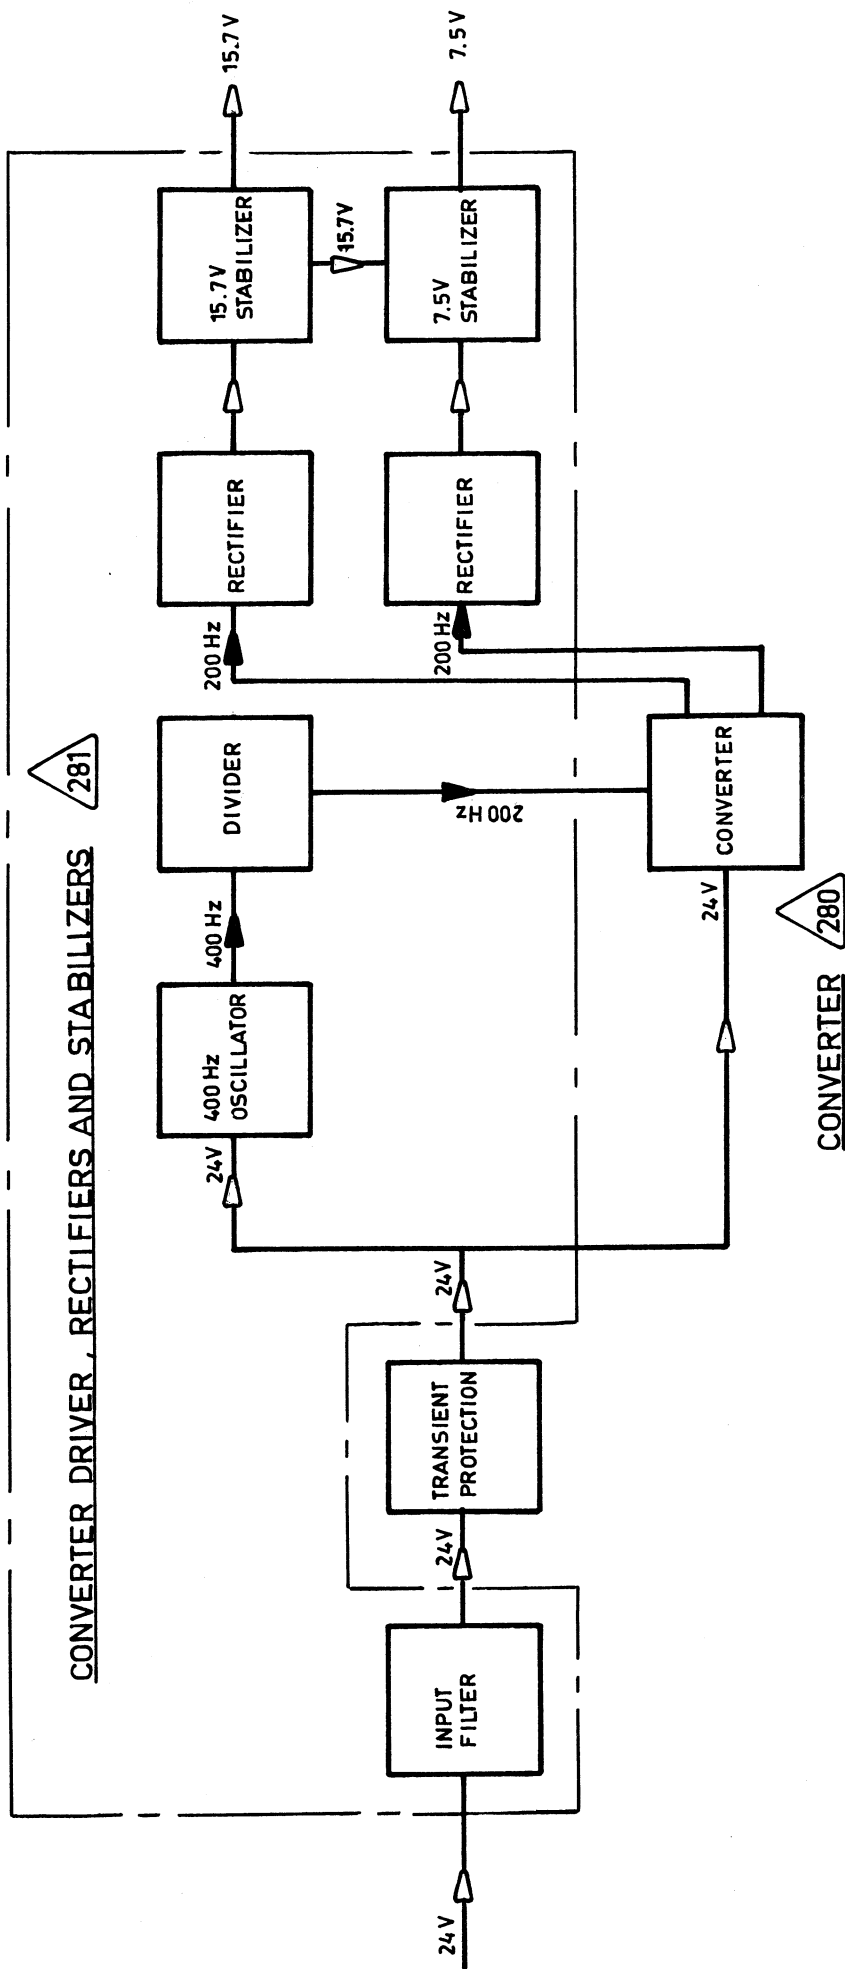 CONVERTER DRIVER, RECTIFIERS AND STABILIZERS
281
24V
INPUT
FILTER
24V
TRANSIENT
PROTECTION
24V
24V
400 Hz
OSCILLATOR
400 Hz
DIVIDER
200 Hz
200 Hz
RECTIFIER
15.7V
STABILIZER
15.7V
15.7V
200 Hz
RECTIFIER
7.5V
STABILIZER
7.5V
24V
CONVERTER
280
CONVERTER